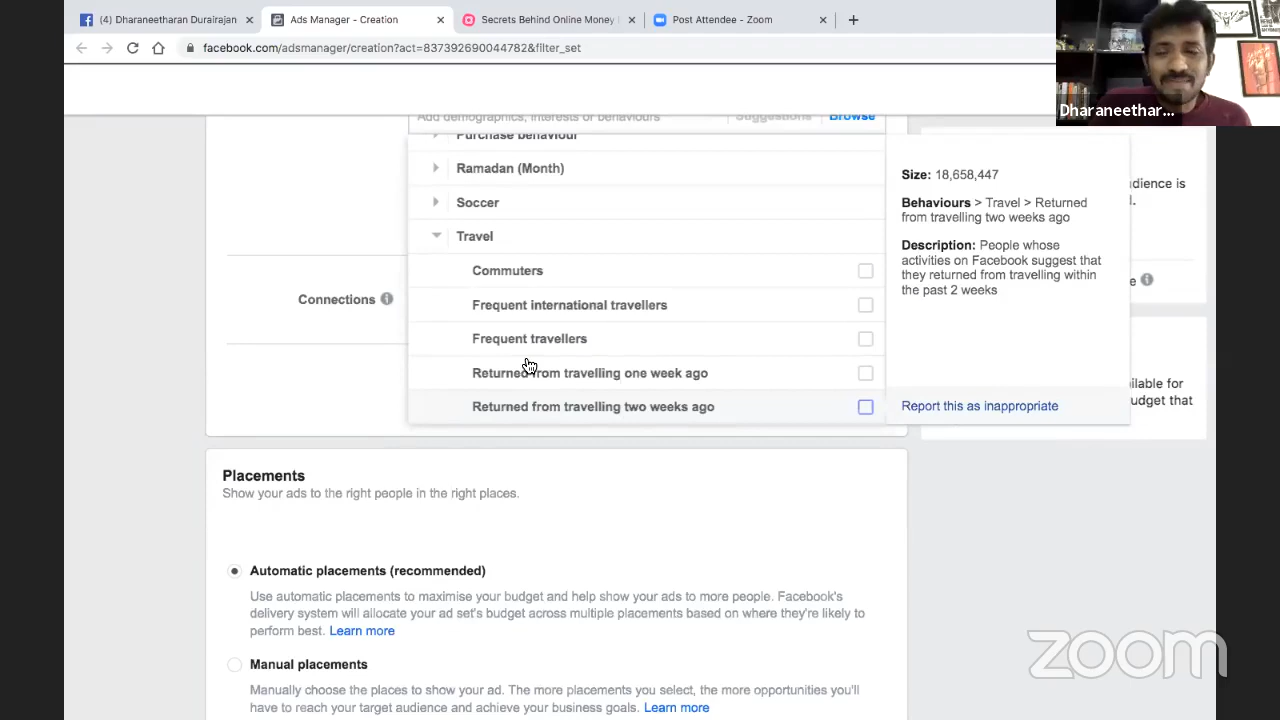 (4) Dharaneetharan Durairajan
Ads Manager - Creation
Secrets Behind Online Money
Post Attendee - Zoom
facebook.com/adsmanager/creation?act=837392690044782&filter_set
Dharaneethar...
Add demographics, interests or behaviours
Suggestions
Browse
Purchase behaviour
Ramadan (Month)
Soccer
Travel
Commuters
Frequent international travellers
Frequent travellers
Returned from travelling one week ago
Returned from travelling two weeks ago
Size: 18,658,447
Behaviours > Travel > Returned
from travelling two weeks ago
Description: People whose
activities on Facebook suggest that
they returned from travelling within
the past 2 weeks
Report this as inappropriate
Connections
Placements
Show your ads to the right people in the right places.
Automatic placements (recommended)
Use automatic placements to maximise your budget and help show your ads to more people. Facebook's
delivery system will allocate your ad set's budget across multiple placements based on where they're likely to
perform best. Learn more
Manual placements
Manually choose the places to show your ad. The more placements you select, the more opportunities you'll
have to reach your target audience and achieve your business goals. Learn more
zoom